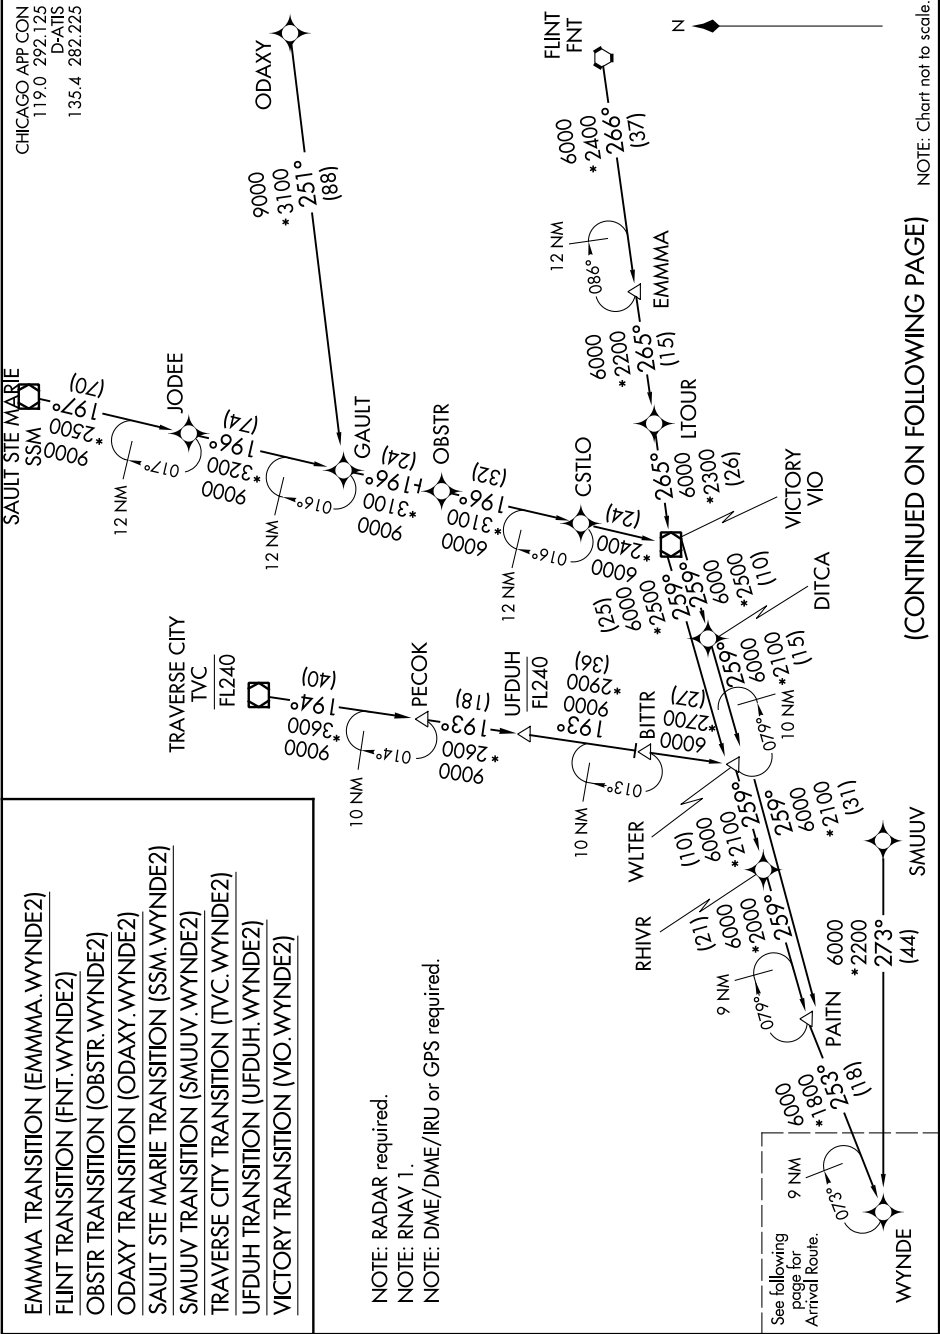 EMMMA TRANSITION (EMMMA.WYNDE2)
FLINT TRANSITION (FNT.WYNDE2)
OBSTR TRANSITION (OBSTR.WYNDE2)
ODAXY TRANSITION (ODAXY.WYNDE2)
SAULT STE MARIE TRANSITION (SSM.WYNDE2)
SMUUV TRANSITION (SMUUV.WYNDE2)
TRAVERSE CITY TRANSITION (TVC.WYNDE2)
UFDUH TRANSITION (UFDUH.WYNDE2)
VICTORY TRANSITION (VIO.WYNDE2)
CHICAGO APP CON
119.0 292.125
D-ATIS
135.4 282.225
SAULT STE MARIE
SSM
9000
*2500
197°
(70)
12 NM
017°
JODEE
9000
*3200
196°
(74)
12 NM
016°
GAULT
ODAXY
9000
*3100
251°
(88)
9000
*3100
196°
(24)
OBSTR
6000
*3100
196°
(32)
12 NM
016°
CSTLO
6000
*2400
(24)
TRAVERSE CITY
TVC
FL240
9000
*3600
194°
(40)
10 NM
014°
PECOK
9000
*2600
193°
(18)
UFDUH
FL240
193°
9000
*2900
(36)
10 NM
013°
BITTR
6000
*2700
(27)
FLINT
FNT
6000
*2400
266°
(37)
12 NM
086°
EMMMA
6000
*2200
265°
(15)
LTOUR
265°
6000
*2300
(26)
VICTORY
VIO
(25)
6000
*2500
259°
259°
6000
*2500
(10)
DITCA
259°
6000
*2100
(15)
10 NM
079°
WLTER
(10)
6000
*2100
259°
259°
6000
*2100
(31)
RHIVR
(21)
6000
*2000
259°
9 NM
079°
PAITN
6000
*1800
253°
(18)
SMUUV
6000
*2200
273°
(44)
9 NM
073°
WYNDE
See following
page for
Arrival Route.
NOTE: RADAR required.
NOTE: RNAV 1.
NOTE: DME/DME/IRU or GPS required.
N
(CONTINUED ON FOLLOWING PAGE)
NOTE: Chart not to scale.